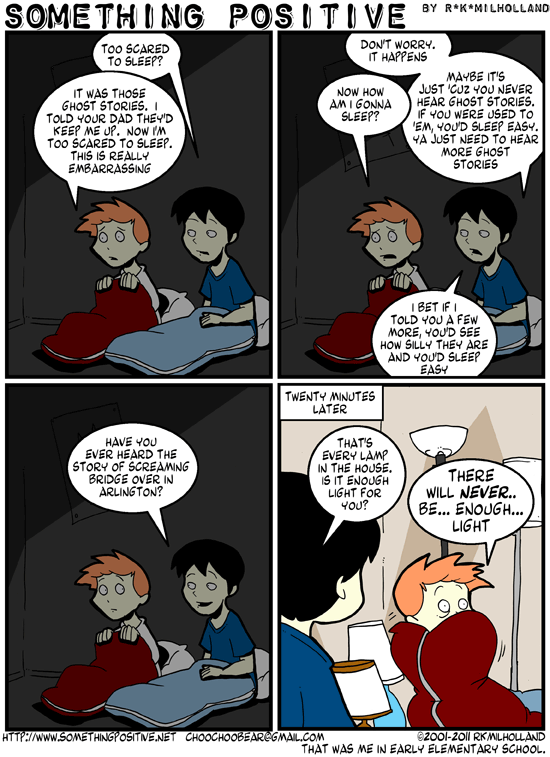 SOMETHING POSITIVE BY R*K*MILHOLLAND
TOO SCARED
TO SLEEP?
IT WAS THOSE
GHOST STORIES. I
TOLD YOUR DAD THEY'D
KEEP ME UP. NOW I'M
TOO SCARED TO SLEEP.
THIS IS REALLY
EMBARRASSING
DON'T WORRY.
IT HAPPENS
NOW HOW
AM I GONNA
SLEEP?
MAYBE IT'S
JUST 'CUZ YOU NEVER
HEAR GHOST STORIES.
IF YOU WERE USED TO
'EM, YOU'D SLEEP EASY.
YA JUST NEED TO HEAR
MORE GHOST
STORIES
I BET IF I
TOLD YOU A FEW
MORE, YOU'D SEE
HOW SILLY THEY ARE
AND YOU'D SLEEP
EASY
HAVE YOU
EVER HEARD THE
STORY OF SCREAMING
BRIDGE OVER IN
ARLINGTON?
TWENTY MINUTES
LATER
THAT'S
EVERY LAMP
IN THE HOUSE.
IS IT ENOUGH
LIGHT FOR
YOU?
THERE
WILL NEVER..
BE... ENOUGH...
LIGHT
HTTP://WWW.SOMETHINGPOSITIVE.NET CHOOCHOOBEAR@GMAIL.COM ©2001-2011 RKMILHOLLAND
THAT WAS ME IN EARLY ELEMENTARY SCHOOL.